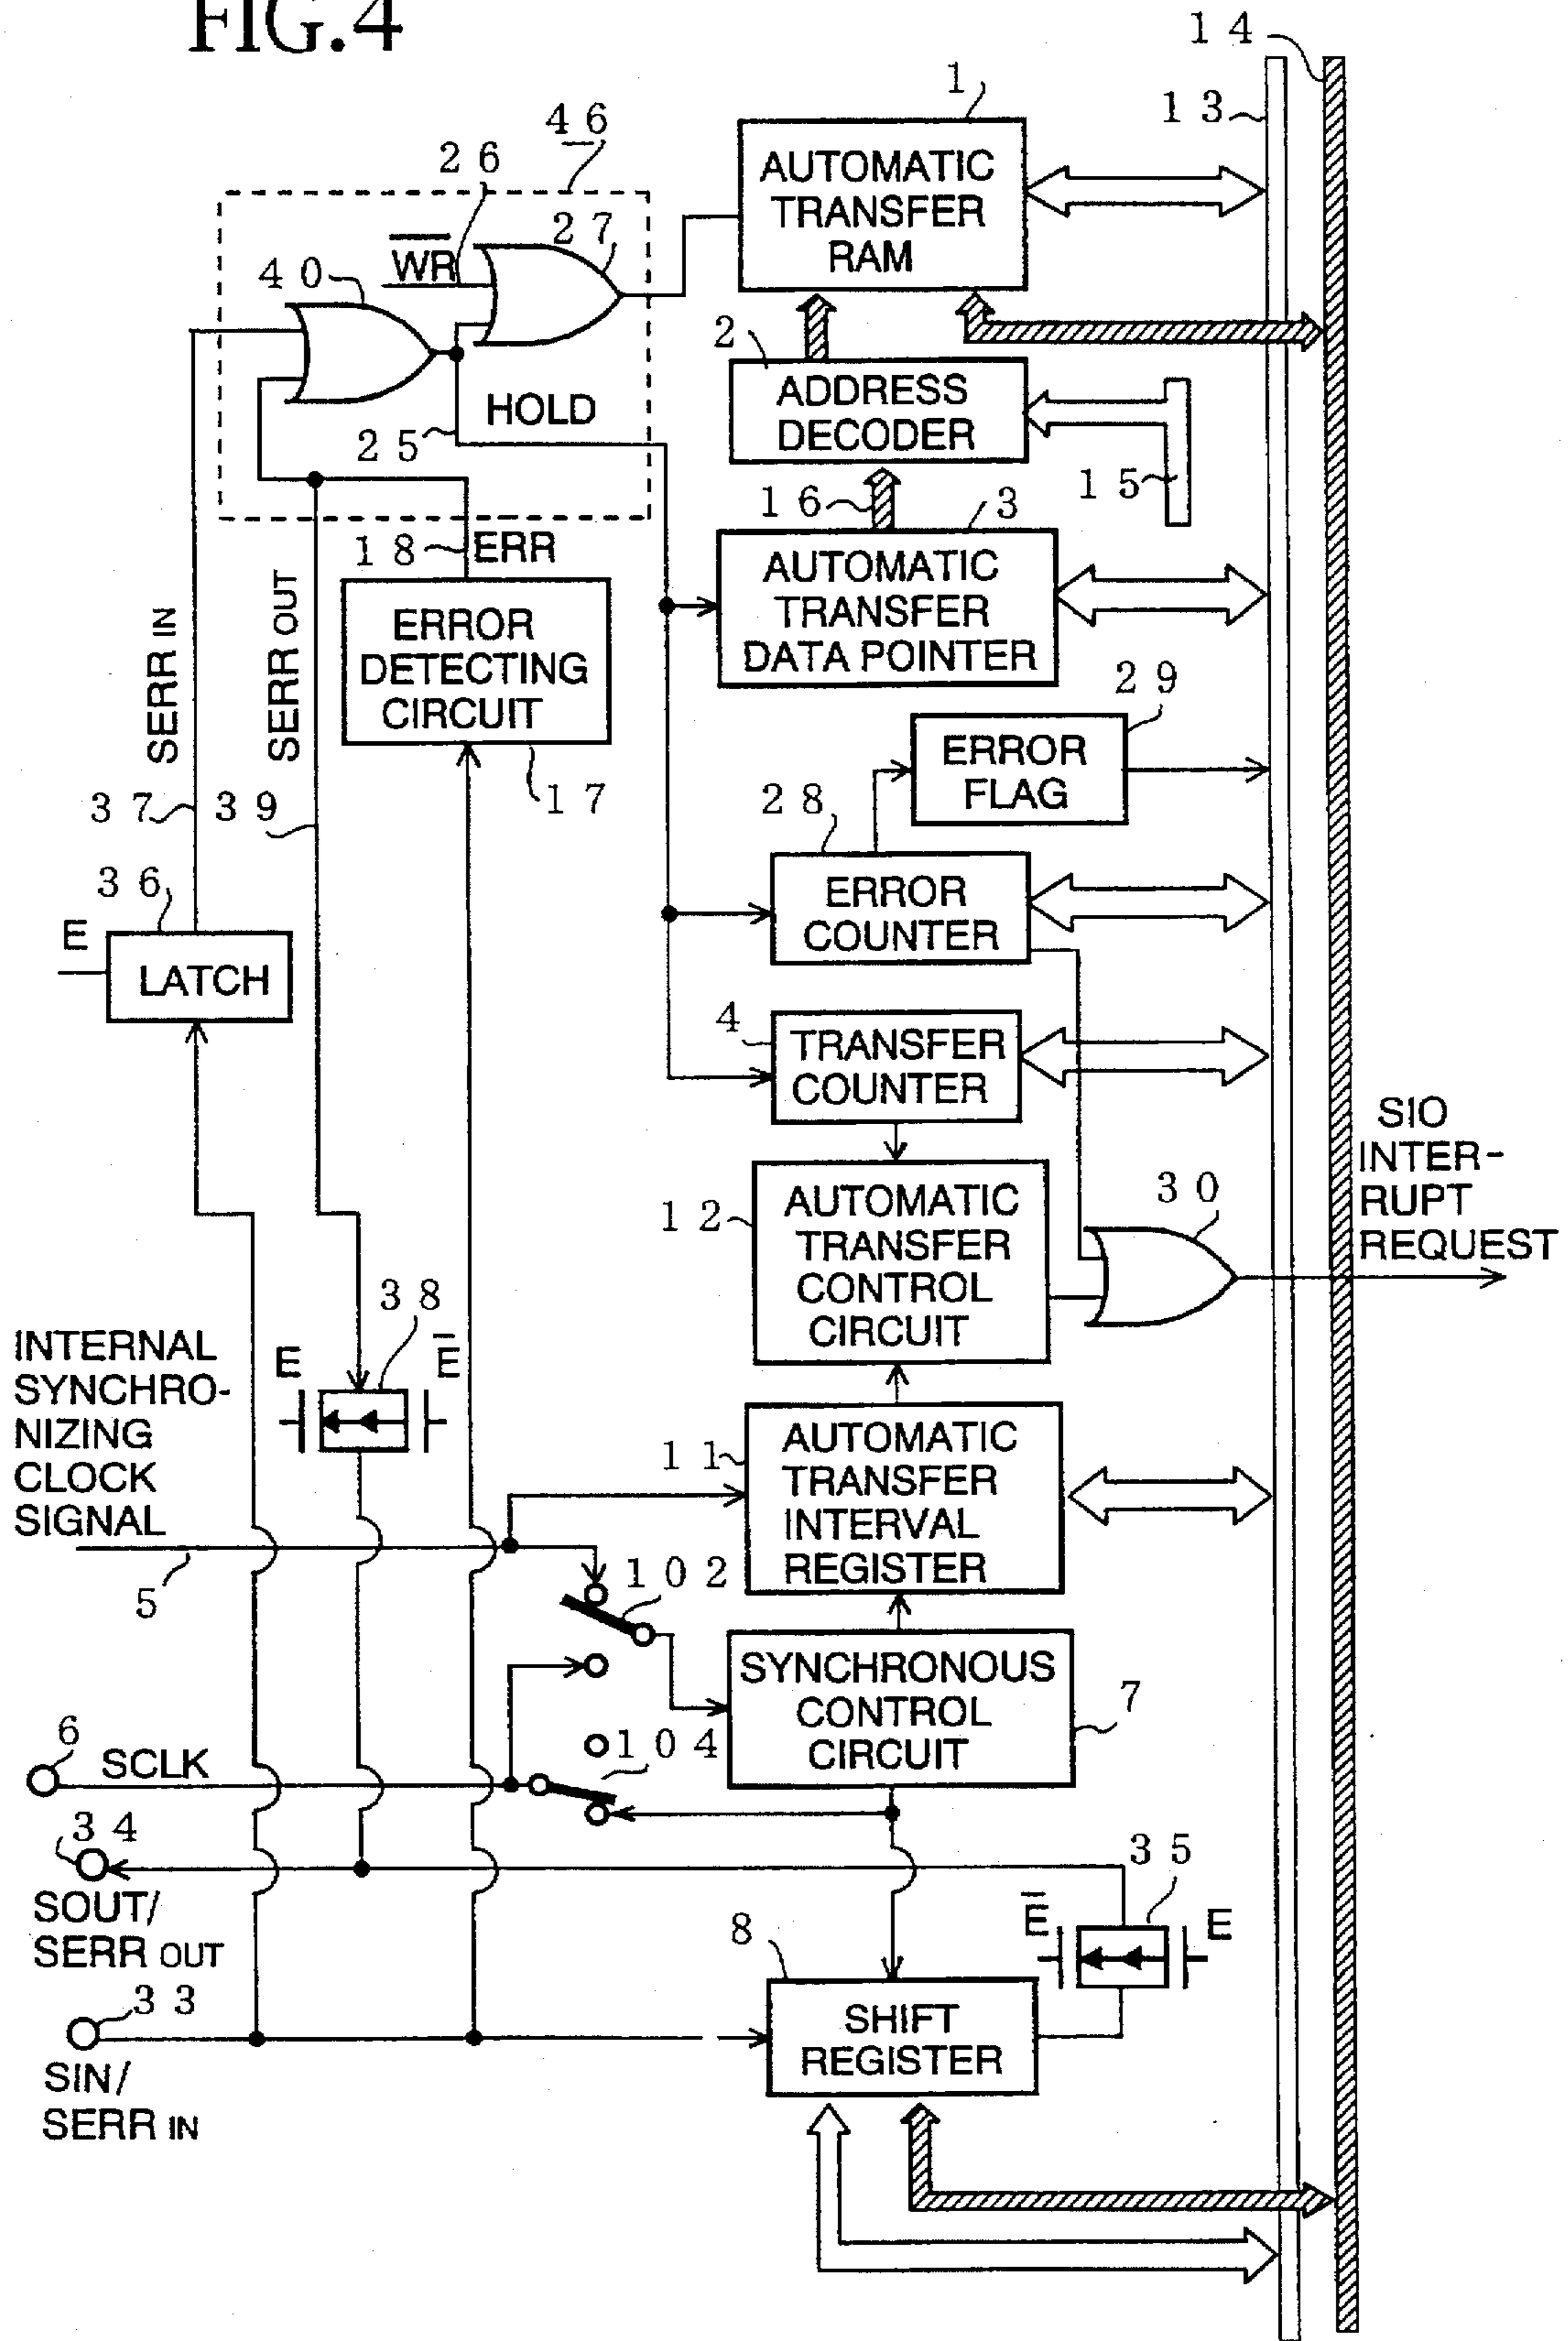 FIG.4
14
1
13
46
26
AUTOMATIC
TRANSFER
RAM
27
WR
40
2
ADDRESS
DECODER
HOLD
25
15
16
3
18
ERR
AUTOMATIC
TRANSFER
DATA POINTER
ERROR
DETECTING
CIRCUIT
SERR IN
SERR OUT
29
ERROR
FLAG
17
28
37
39
36
ERROR
COUNTER
E
LATCH
4
TRANSFER
COUNTER
SIO
INTER-
RUPT
REQUEST
12
AUTOMATIC
TRANSFER
CONTROL
CIRCUIT
30
38
E
E
INTERNAL
SYNCHRO-
NIZING
CLOCK
SIGNAL
11
AUTOMATIC
TRANSFER
INTERVAL
REGISTER
5
102
SYNCHRONOUS
CONTROL
CIRCUIT
7
6
SCLK
104
34
SOUT/
SERR OUT
35
E
E
8
33
SHIFT
REGISTER
SIN/
SERR IN